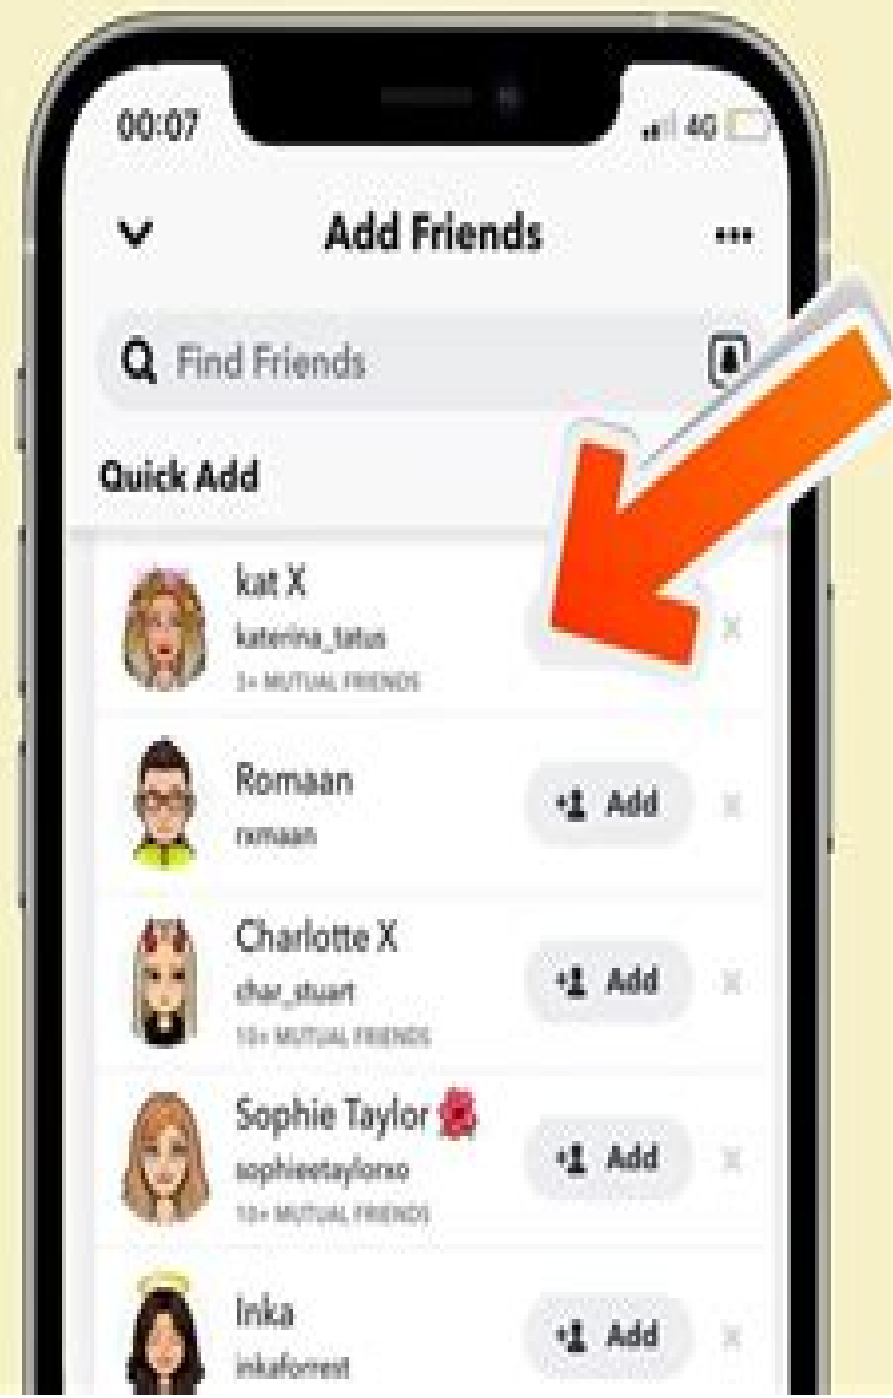 00:07
4G
Add Friends
Find Friends
Quick Add
kat X
katerina_tatus
3+ MUTUAL FRIENDS
Romaan
Add
rxmaan
Charlotte X
char_stuart
Add
10+ MUTUAL FRIENDS
Sophie Taylor
sophieetaylorxo
Add
10+ MUTUAL FRIENDS
Inka
Add
inkaforrest